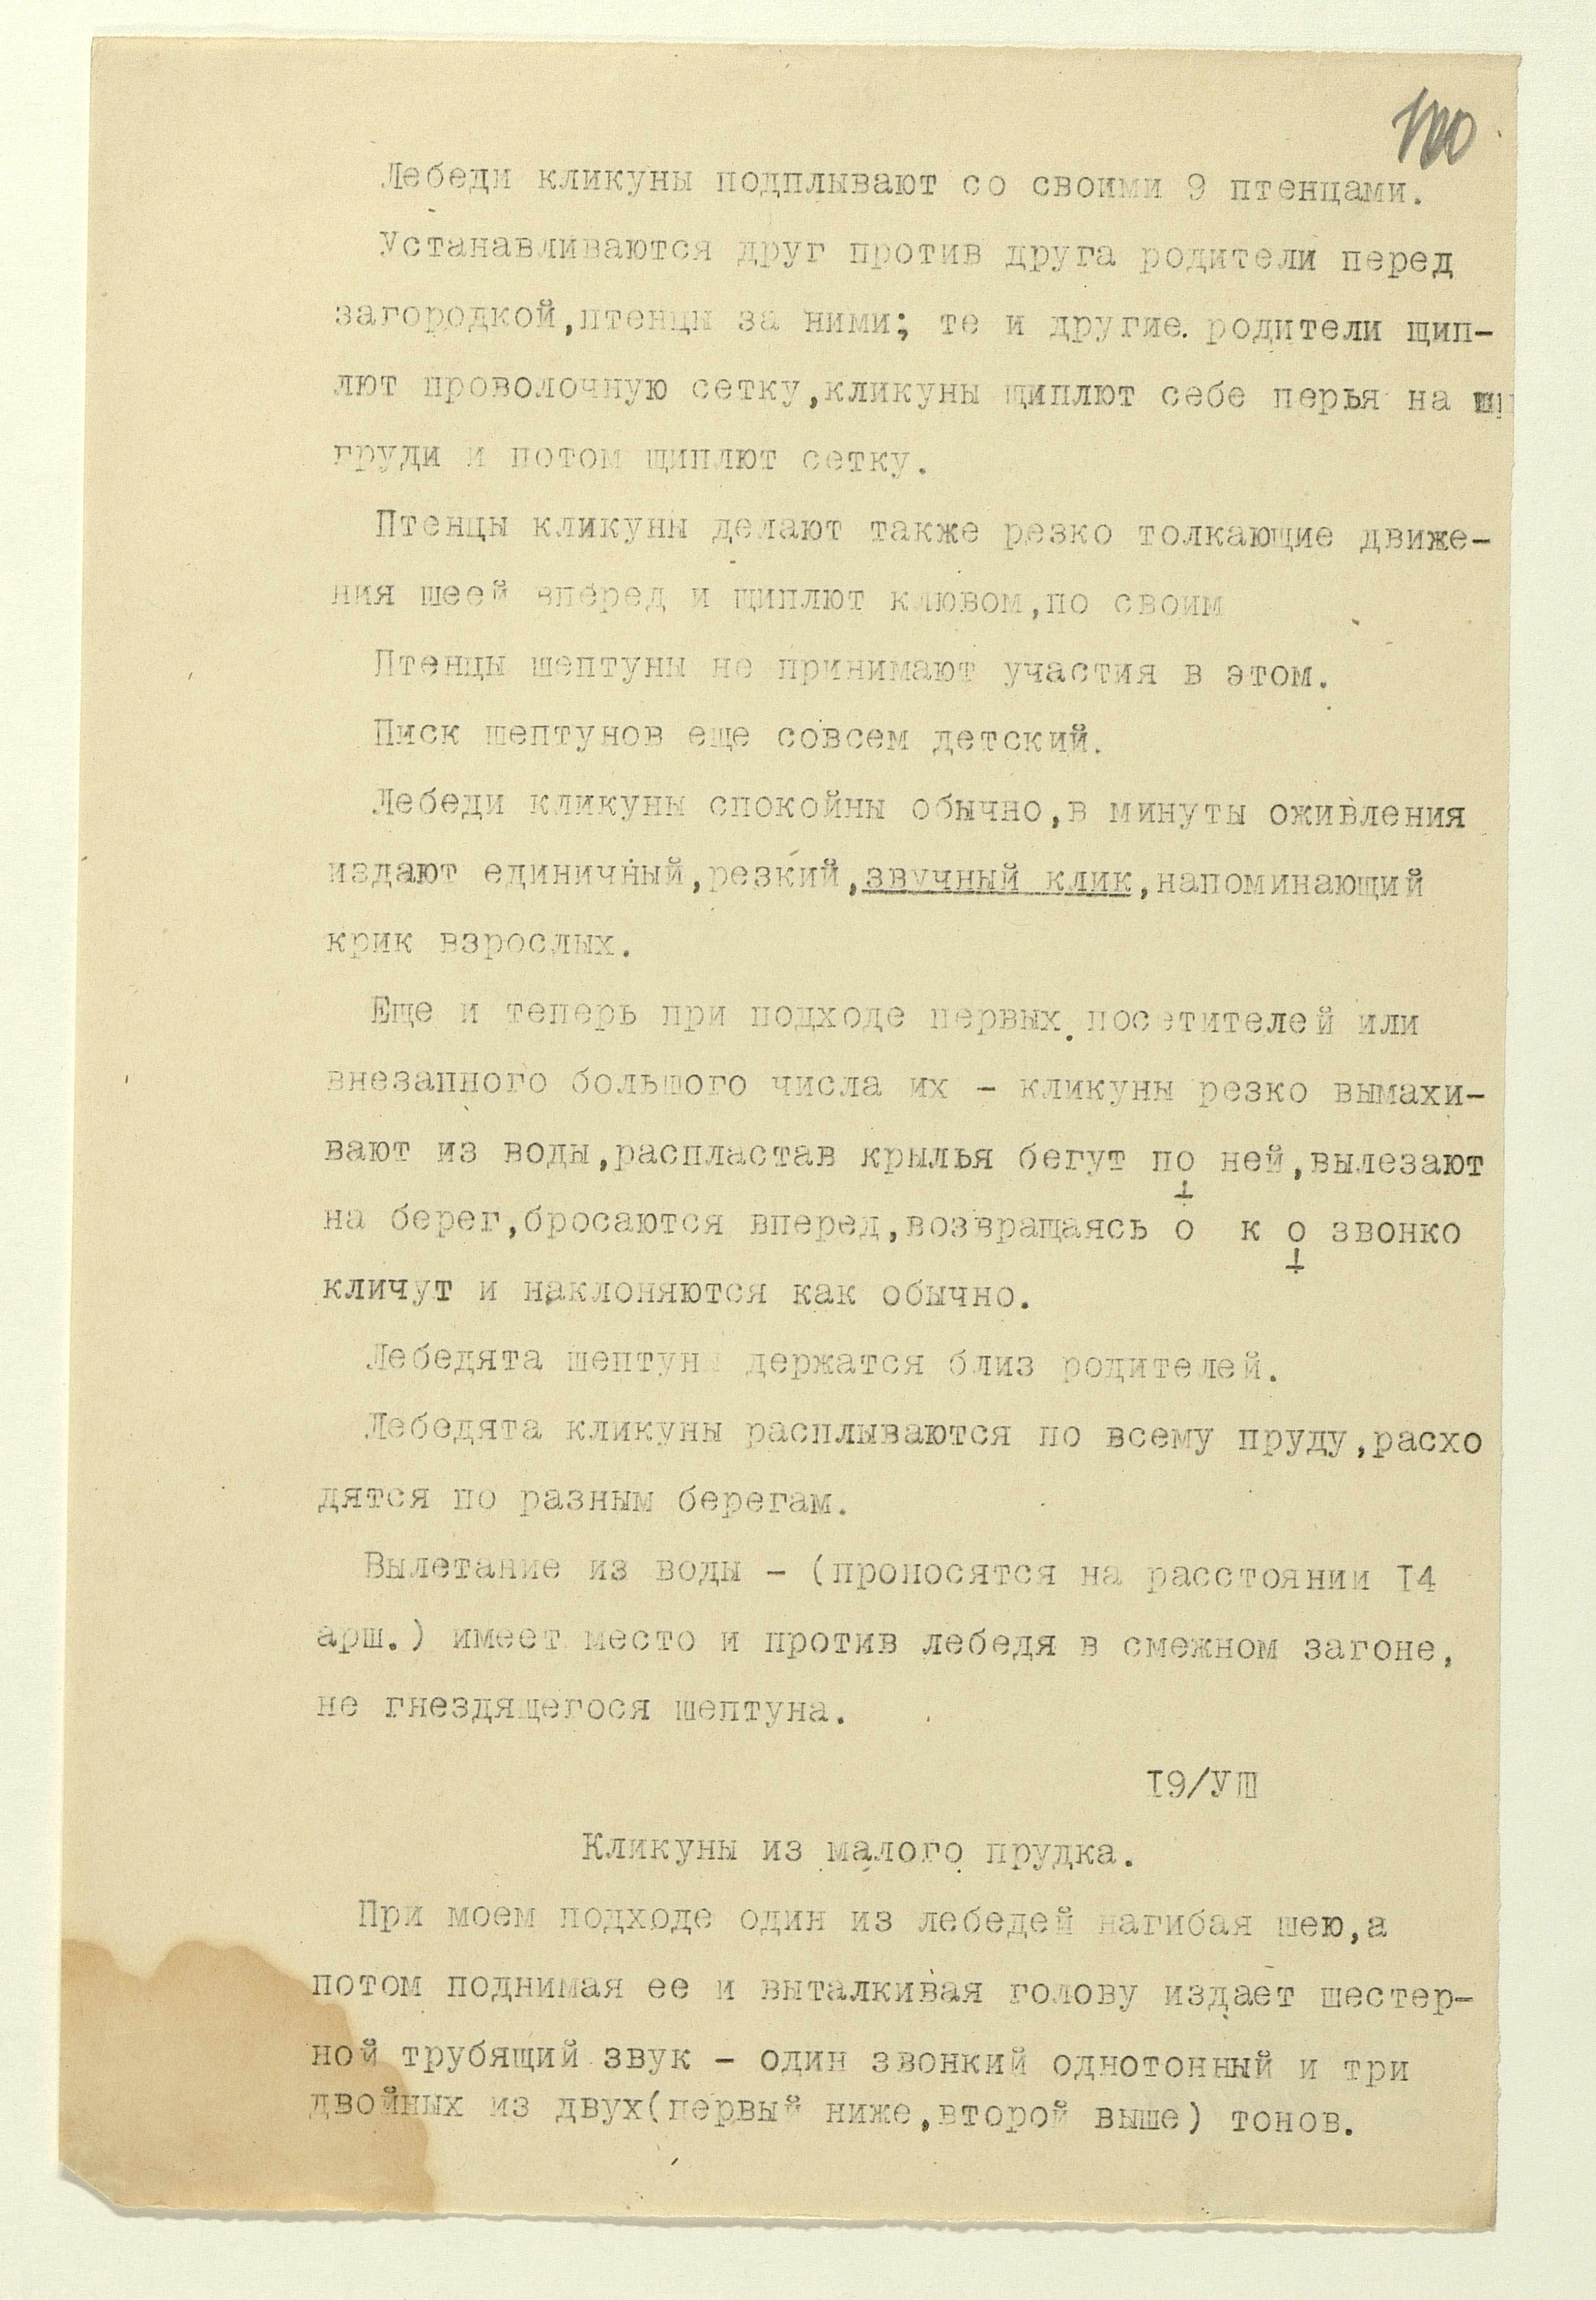 100
Лебеди кликуны подплывают со своими 9 птенцами.
Устанавливаются друг против друга родители перед
загородкой,птенцы за ними; те и другие. родители щип-
лют проволочную сетку,кликуны щиплют себе перья на
груди и потом щиплют сетку.
Птенцы кликуны делают также резко толкающие движе-
ния шеей вперед и щиплют клювом,по своим
Птенцы шептуны не принимают участия в этом.
Писк шептунов еще совсем детский.
Лебеди кликуны спокойны обычно,в минуты оживления
издают единичный,резкий,звучный клик,напоминающий
крик взрослых.
Еще и теперь при подходе первых посетителей или
внезапного большого числа их - кликуны резко вымахи-
вают из воды,распластав крылья бегут по ней,вылезают
на берег,бросаются вперед,возвращаясь о к о звонко
кличут и наклоняются как обычно.
Лебедята шептуны держатся близ родителей.
Лебедята кликуны расплываются по всему пруду,расхо
дятся по разным берегам.
Вылетание из воды - (проносятся на расстоянии I4
арш.) имеет место и против лебедя в смежном загоне,
не гнездящегося шептуна.
I9/УШ
Кликуны из малого прудка.
При моем подходе один из лебедей нагибая шею,а
потом поднимая ее и выталкивая голову издает шестер-
ной трубящий звук - один звонкий однотонный и три
двойных из двух(первый ниже,второй выше) тонов.